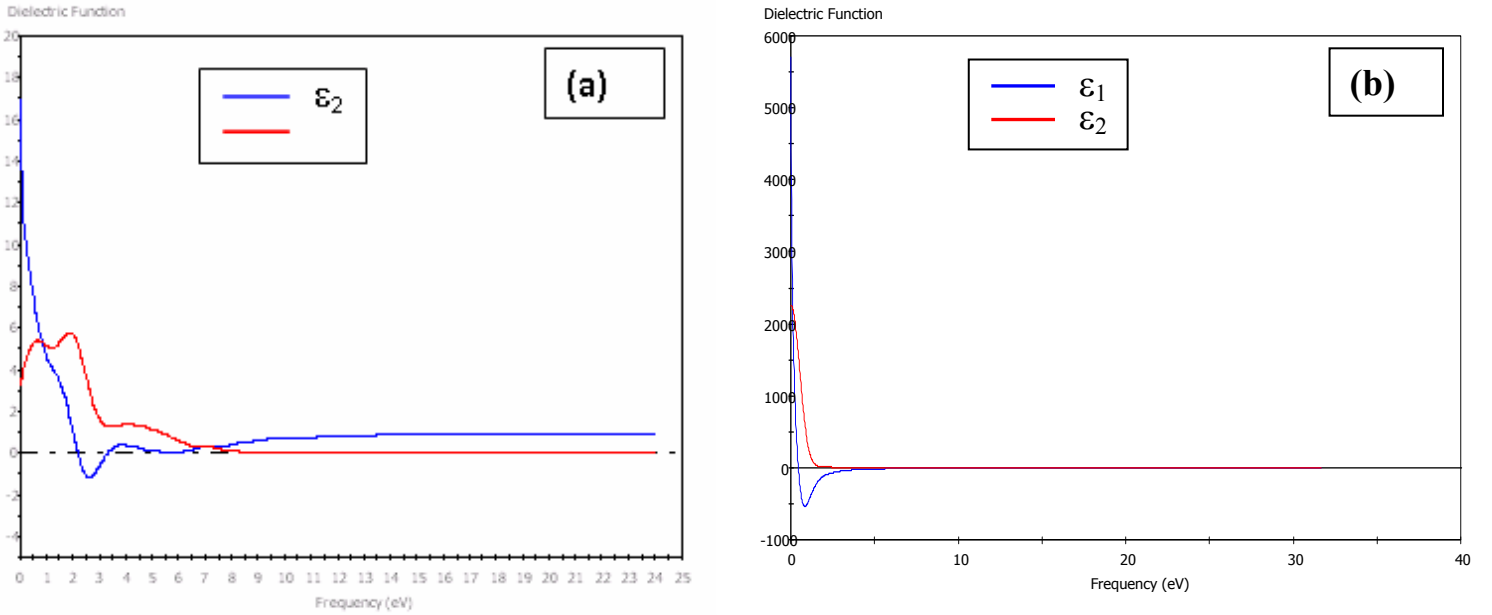 Dielectric Function
20
18
16
14
12
10
8
6
4
2
0
-2
-4
0 1 2 3 4 5 6 7 8 9 10 11 12 13 14 15 16 17 18 19 20 21 22 23 24 25
Frequency (eV)
ε₂
(a)
Dielectric Function
6000
5000
4000
3000
2000
1000
0
-1000
0 10 20 30 40
Frequency (eV)
ε₁
ε₂
(b)